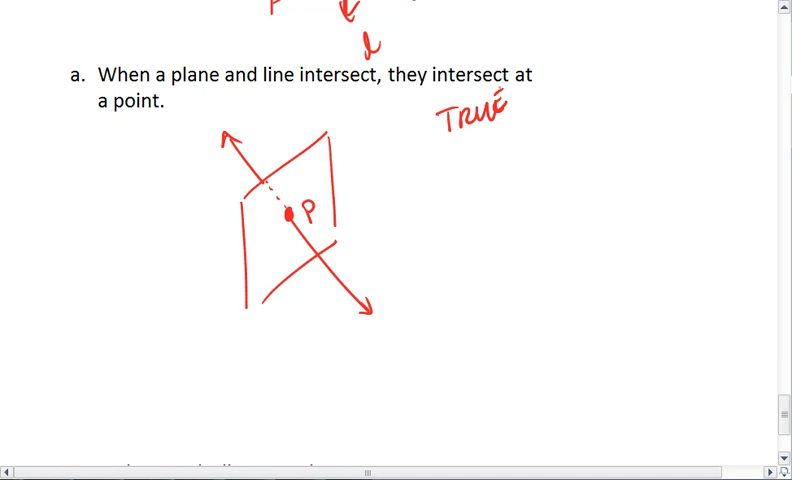 l
a. When a plane and line intersect, they intersect at
a point.
TRUE
P